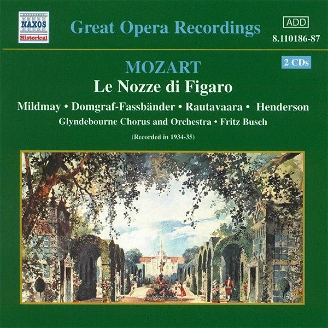 NAXOS
Historical
Great Opera Recordings
ADD
8.110186-87
MOZART
2 CDs
Le Nozze di Figaro
Mildmay • Domgraf-Fassbänder • Rautavaara • Henderson
Glyndebourne Chorus and Orchestra • Fritz Busch
(Recorded in 1934-35)